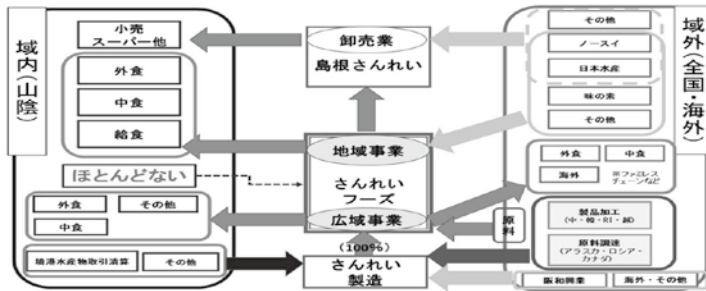 域内(山陰)
小売
スーパー他
外食
中食
給食
ほとんどない
外食
その他
中食
境港水産物取引清算
その他
卸売業
島根さんれい
地域事業
さんれい
フーズ
広域事業
(100%)
さんれい
製造
原料
域外(全国・海外)
その他
ノースイ
日本水産
味の素
その他
外食
中食
海外
※ファミレス
チェーンなど
製品加工
(中・韓・RI・越)
原料調達
(アラスカ・ロシア・
カナダ)
阪和興業
海外・その他